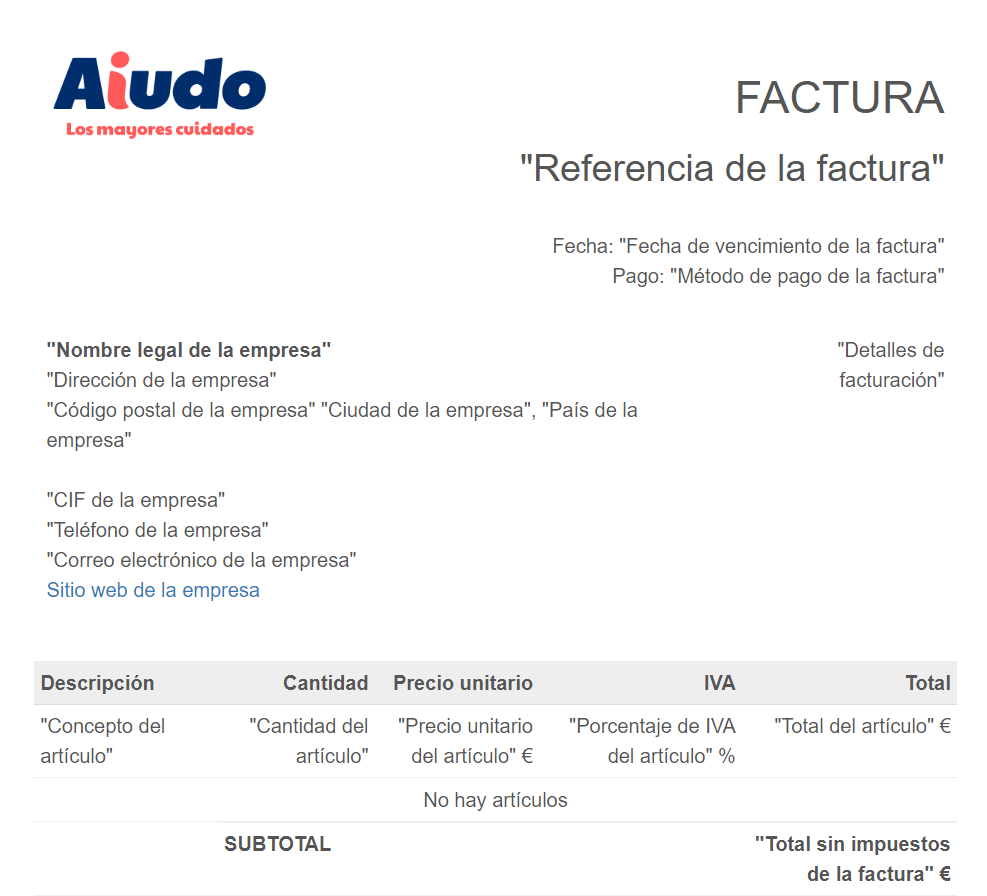 Aiudo
Los mayores cuidados
FACTURA
"Referencia de la factura"
Fecha: "Fecha de vencimiento de la factura"
Pago: "Método de pago de la factura"
"Nombre legal de la empresa"
"Dirección de la empresa"
"Código postal de la empresa" "Ciudad de la empresa", "País de la
empresa"
"Detalles de
facturación"
"CIF de la empresa"
"Teléfono de la empresa"
"Correo electrónico de la empresa"
Sitio web de la empresa
Descripción Cantidad Precio unitario IVA Total
"Concepto del "Cantidad del "Precio unitario "Porcentaje de IVA "Total del artículo" €
artículo" artículo" del artículo" € del artículo" %
No hay artículos
SUBTOTAL "Total sin impuestos
de la factura" €